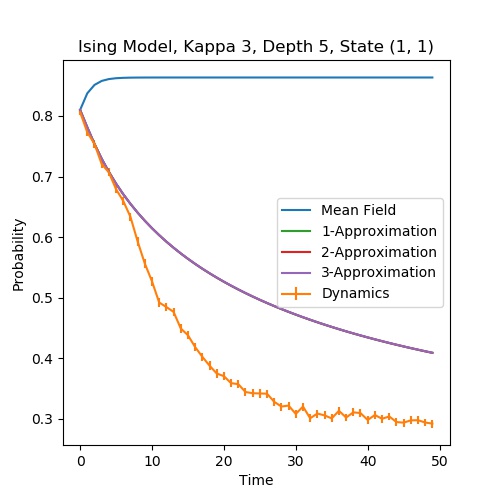 Ising Model, Kappa 3, Depth 5, State (1, 1)
0.8
0.7
0.6
0.5
0.4
0.3
Probability
Mean Field
1-Approximation
2-Approximation
3-Approximation
Dynamics
0 10 20 30 40 50
Time